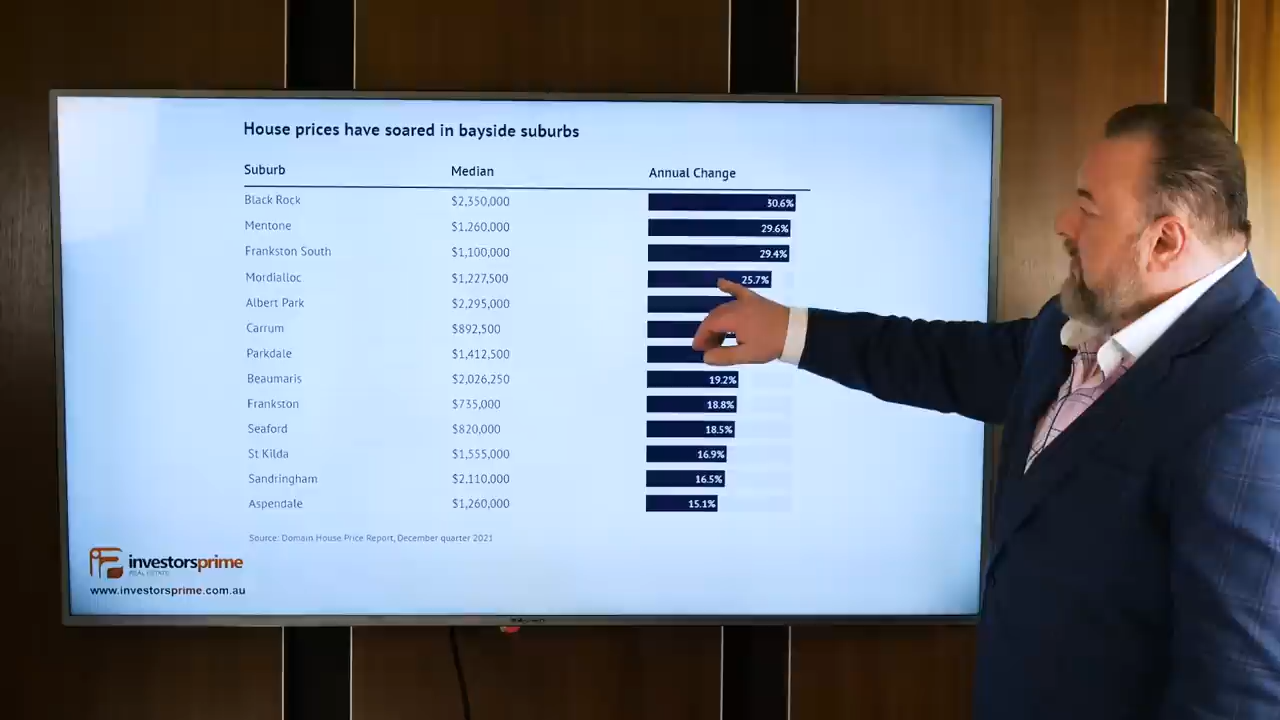 House prices have soared in bayside suburbs
Suburb Median Annual Change
Black Rock $2,350,000 30.6%
Mentone $1,260,000 29.6%
Frankston South $1,100,000 29.4%
Mordialloc $1,227,500 25.7%
Albert Park $2,295,000
Carrum $892,500
Parkdale $1,412,500
Beaumaris $2,026,250 19.2%
Frankston $735,000 18.8%
Seaford $820,000 18.5%
St Kilda $1,555,000 16.9%
Sandringham $2,110,000 16.5%
Aspendale $1,260,000 15.1%
Source: Domain House Price Report, December quarter 2021
investorsprime
REAL ESTATE
www.investorsprime.com.au